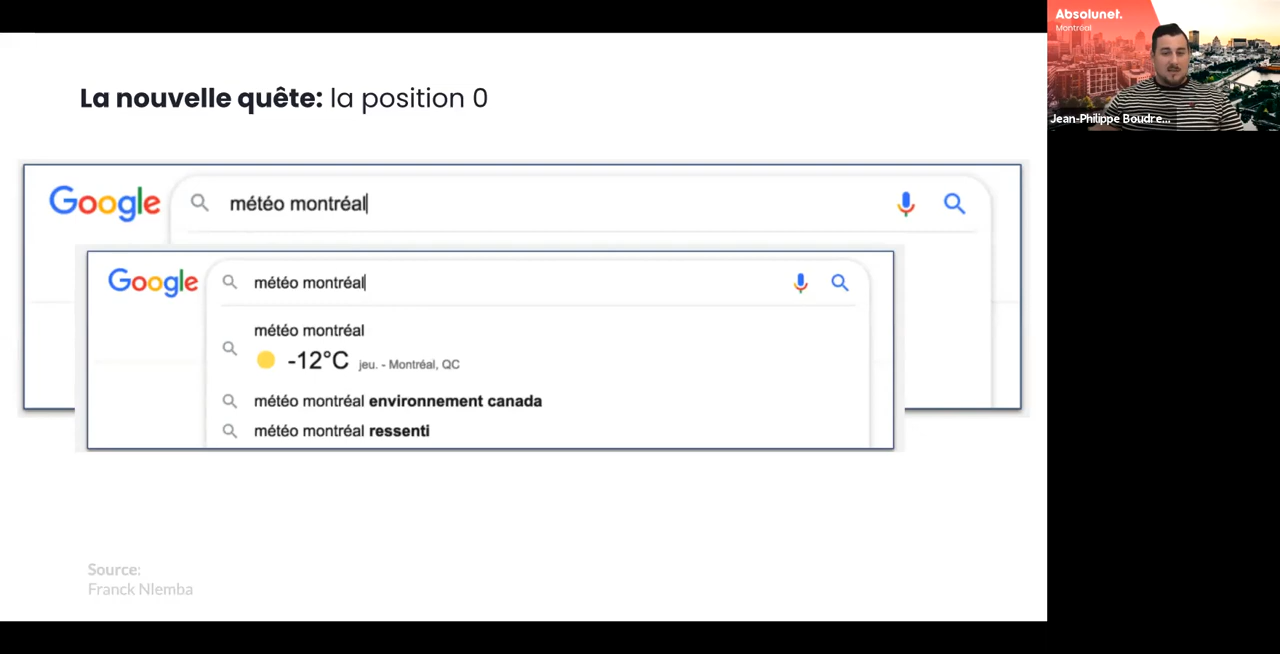 La nouvelle quête: la position 0
Google
météo montréal
Google
météo montréal
météo montréal
-12°C jeu. - Montréal, QC
météo montréal environnement canada
météo montréal ressenti
Source:
Franck Nlemba
Absolunet.
Montréal
Jean-Philippe Boudre...